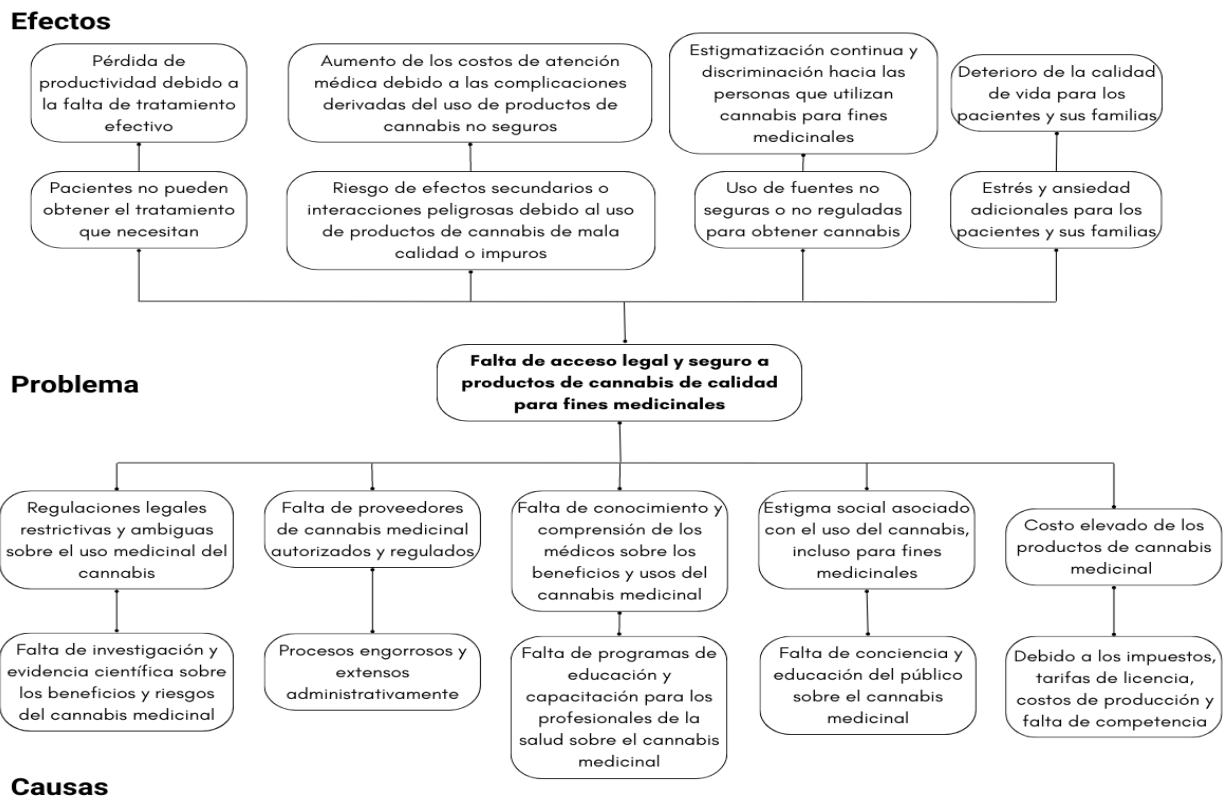 Efectos
Pérdida de
productividad debido a
la falta de tratamiento
efectivo
Aumento de los costos de atención
médica debido a las complicaciones
derivadas del uso de productos de
cannabis no seguros
Estigmatización continua y
discriminación hacia las
personas que utilizan
cannabis para fines
medicinales
Deterioro de la calidad
de vida para los
pacientes y sus familias
Pacientes no pueden
obtener el tratamiento
que necesitan
Riesgo de efectos secundarios o
interacciones peligrosas debido al uso
de productos de cannabis de mala
calidad o impuros
Uso de fuentes no
seguras o no reguladas
para obtener cannabis
Estrés y ansiedad
adicionales para los
pacientes y sus familias
Problema
Falta de acceso legal y seguro a
productos de cannabis de calidad
para fines medicinales
Regulaciones legales
restrictivas y ambiguas
sobre el uso medicinal del
cannabis
Falta de proveedores
de cannabis medicinal
autorizados y regulados
Falta de conocimiento y
comprensión de los
médicos sobre los
beneficios y usos del
cannabis medicinal
Estigma social asociado
con el uso del cannabis,
incluso para fines
medicinales
Costo elevado de los
productos de cannabis
medicinal
Falta de investigación y
evidencia científica sobre
los beneficios y riesgos
del cannabis medicinal
Procesos engorrosos y
extensos
administrativamente
Falta de programas de
educación y
capacitación para los
profesionales de la
salud sobre el cannabis
medicinal
Falta de conciencia y
educación del público
sobre el cannabis
medicinal
Debido a los impuestos,
tarifas de licencia,
costos de producción y
falta de competencia
Causas